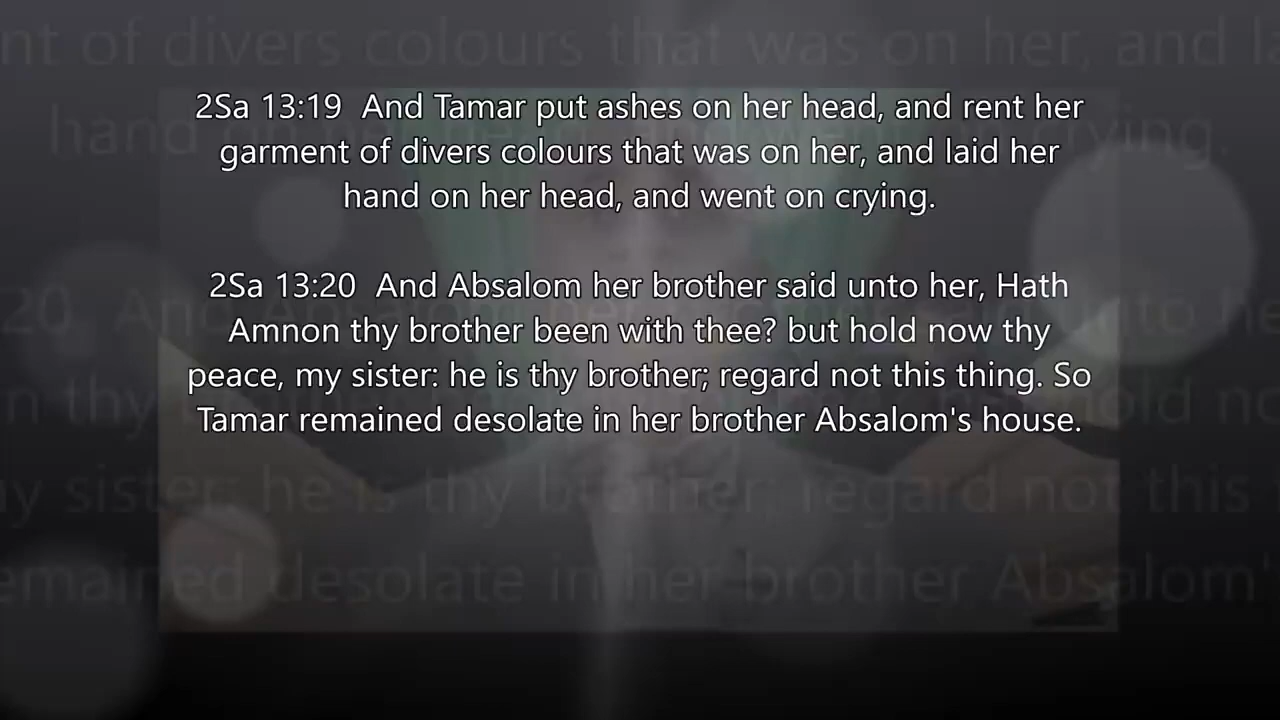 2Sa 13:19  And Tamar put ashes on her head, and rent her
garment of divers colours that was on her, and laid her
hand on her head, and went on crying.
2Sa 13:20  And Absalom her brother said unto her, Hath
Amnon thy brother been with thee? but hold now thy
peace, my sister: he is thy brother; regard not this thing. So
Tamar remained desolate in her brother Absalom's house.